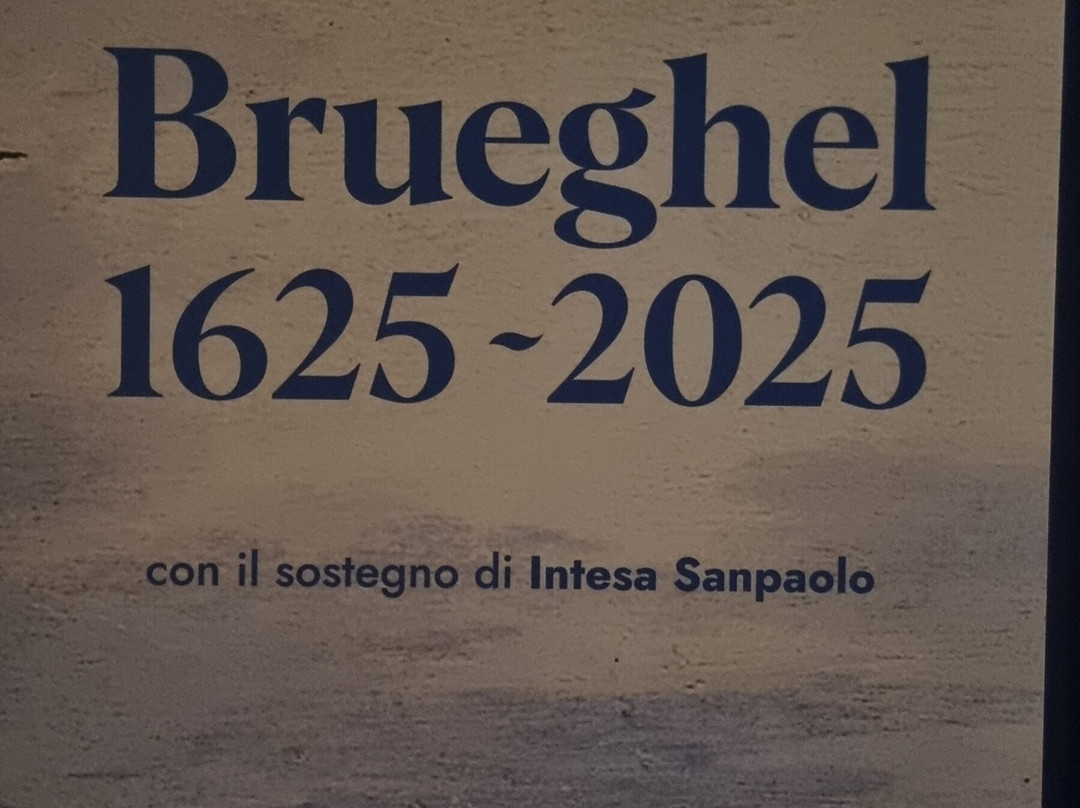 Brueghel
1625-2025
con il sostegno di Intesa Sanpaolo